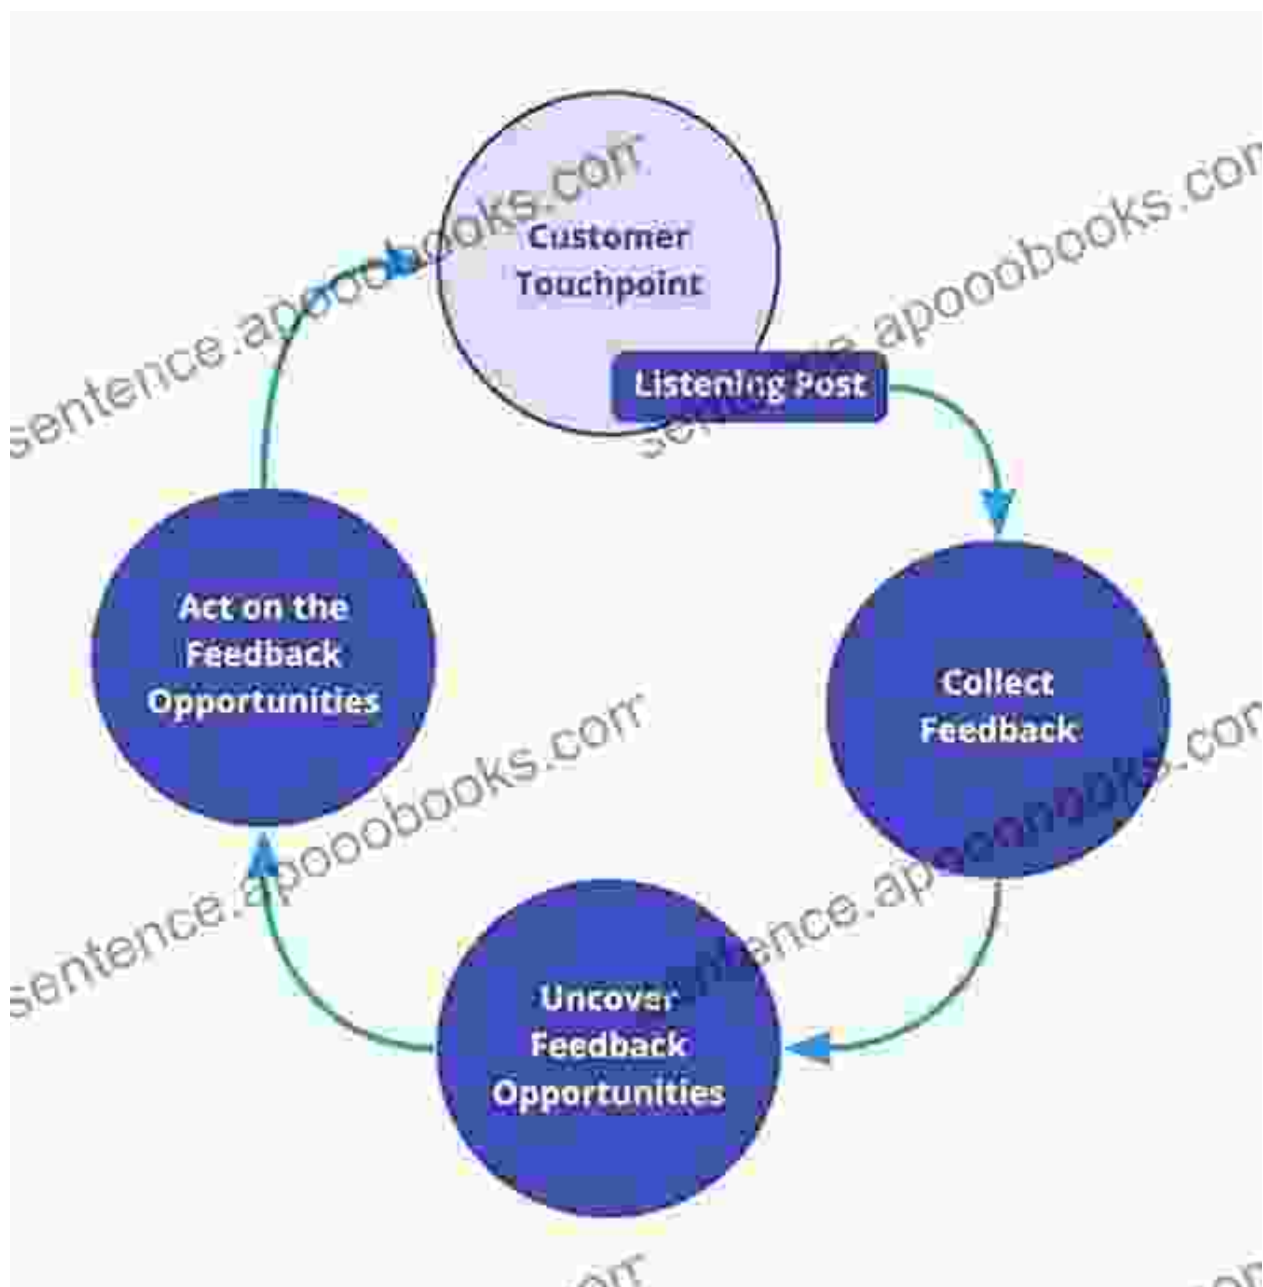 Customer
Touchpoint
Listening Post
Collect
Feedback
Uncover
Feedback
Opportunities
Act on the
Feedback
Opportunities
sentence.apooobooks.com
sentence.apooobooks.com
sentence.apooobooks.com
sentence.apooobooks.com